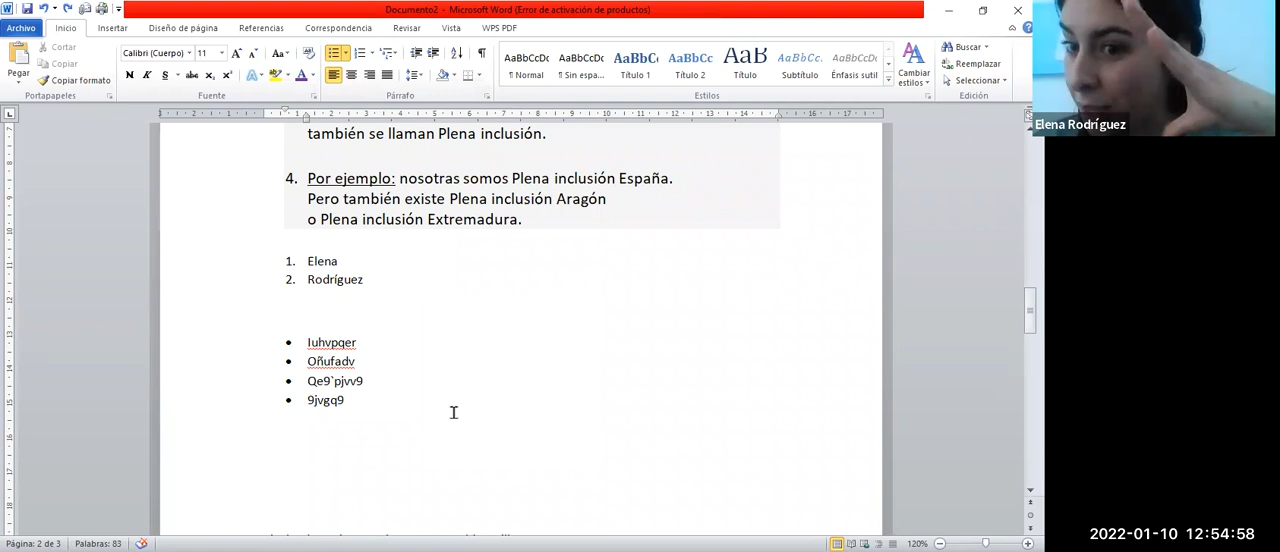 Documento2 - Microsoft Word (Error de activación de productos)
Archivo Inicio Insertar Diseño de página Referencias Correspondencia Revisar Vista WPS PDF
Pegar
Cortar
Copiar
Copiar formato
Portapapeles
Calibri (Cuerpo) 11
N K S abc x₂ x²
Fuente
Párrafo
AaBbCcDc AaBbCcDc AaBbC AaBbCc AaB AaBbCc. AaBbCcDc
¶ Normal ¶ Sin espa... Título 1 Título 2 Título Subtítulo Énfasis sutil
Estilos
Cambiar estilos
Buscar
Reemplazar
Seleccionar
Edición
Elena Rodríguez
también se llaman Plena inclusión.
4. Por ejemplo: nosotras somos Plena inclusión España.
Pero también existe Plena inclusión Aragón
o Plena inclusión Extremadura.
1. Elena
2. Rodríguez
• Iuhvpqer
• Oñufadv
• Qe9`pjvv9
• 9jvgq9
Página: 2 de 3 Palabras: 83 120%
2022-01-10 12:54:58